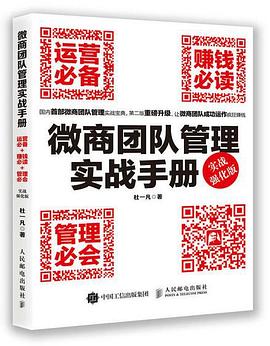 运营
必备
赚钱
必读
国内首部微商团队管理实战宝典,第二版重磅升级,让微商团队成功运作疯狂赚钱
微商团队管理
实战手册
实战
强化版
杜一凡 著
管理
必会
中国工信出版集团
人民邮电出版社
微商团队管理实战手册
运营必备+赚钱必读+管理必会
实战
强化版
杜一凡 著
人民邮电出版社